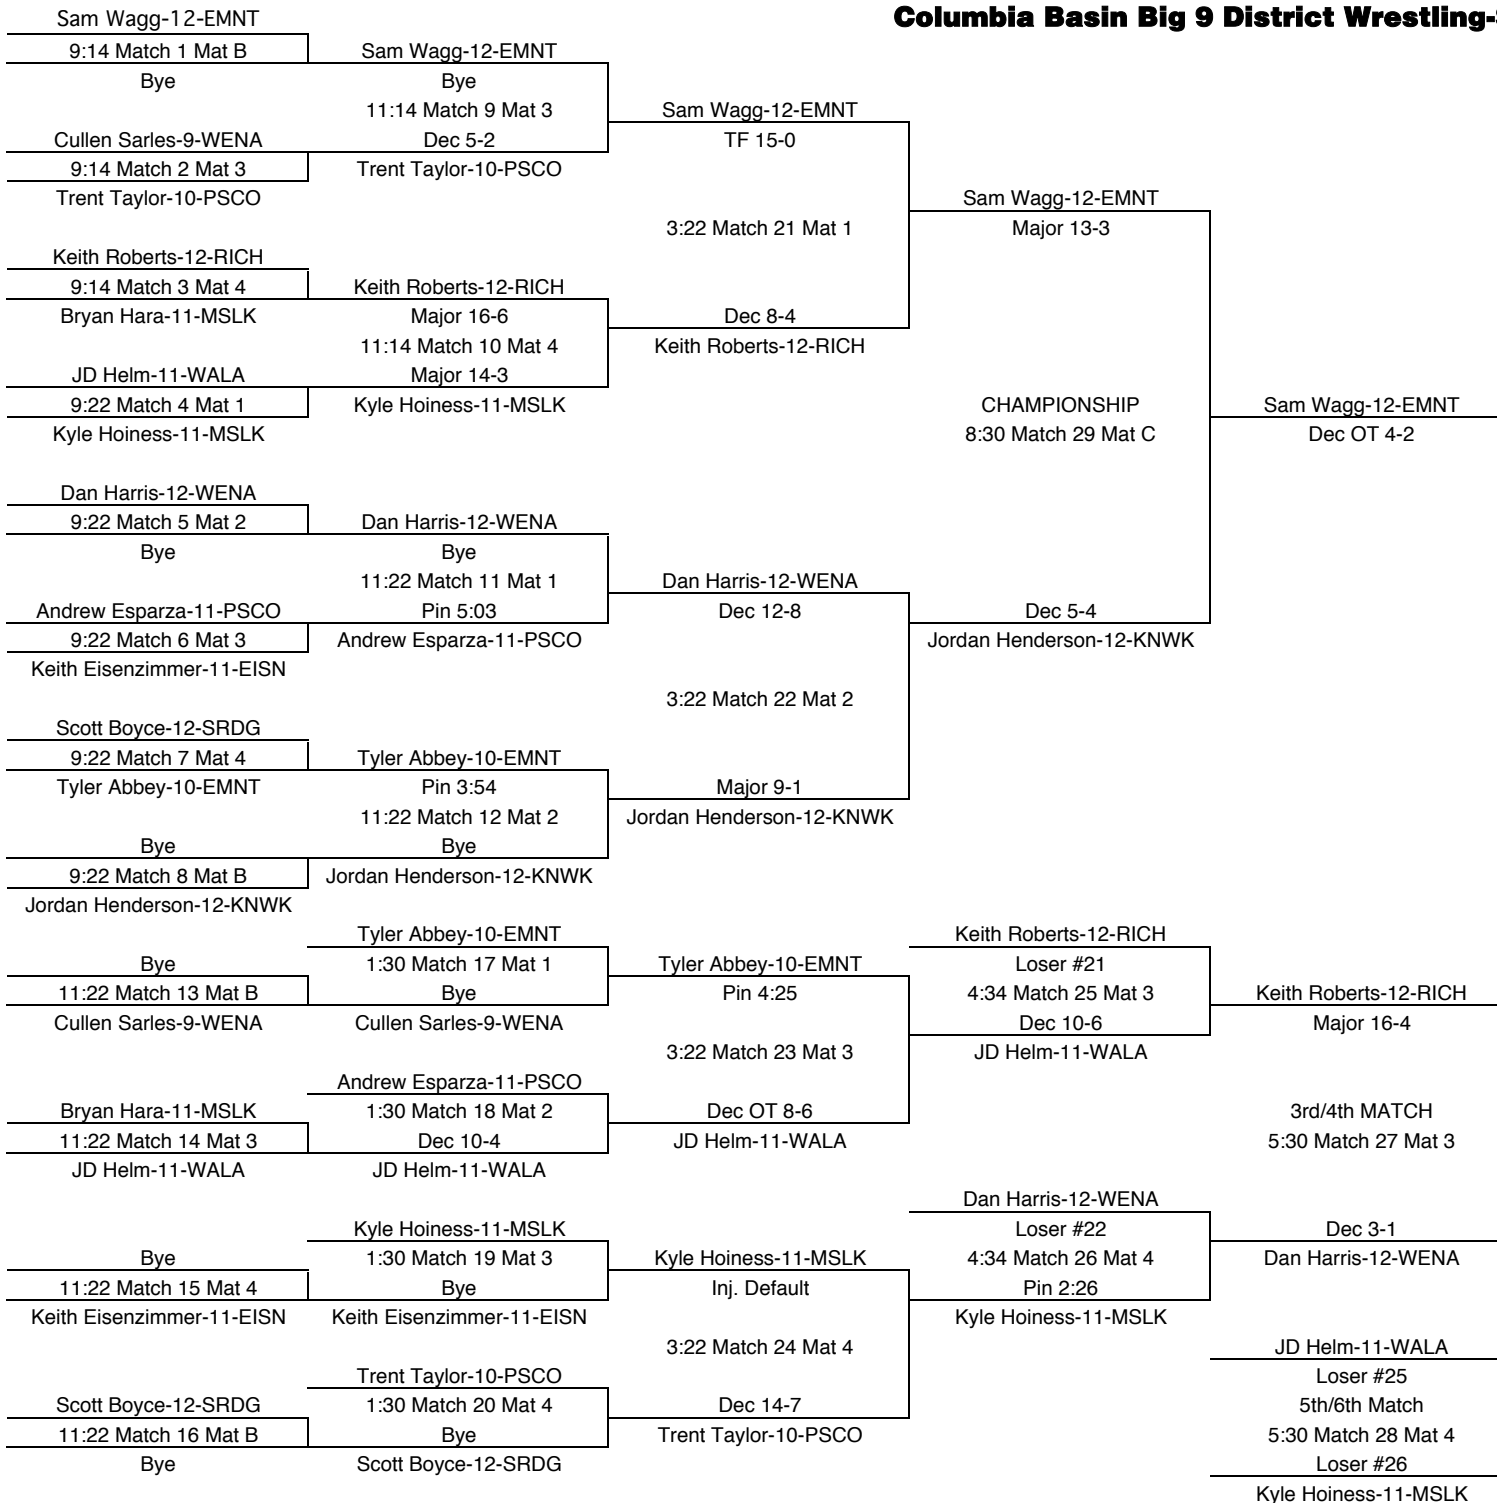 Columbia Basin Big 9 District Wrestling-
Sam Wagg-12-EMNT
9:14 Match 1 Mat B
Bye
Cullen Sarles-9-WENA
9:14 Match 2 Mat 3
Trent Taylor-10-PSCO
Keith Roberts-12-RICH
9:14 Match 3 Mat 4
Bryan Hara-11-MSLK
JD Helm-11-WALA
9:22 Match 4 Mat 1
Kyle Hoiness-11-MSLK
Dan Harris-12-WENA
9:22 Match 5 Mat 2
Bye
Andrew Esparza-11-PSCO
9:22 Match 6 Mat 3
Keith Eisenzimmer-11-EISN
Scott Boyce-12-SRDG
9:22 Match 7 Mat 4
Tyler Abbey-10-EMNT
Bye
9:22 Match 8 Mat B
Jordan Henderson-12-KNWK
Sam Wagg-12-EMNT
Bye
11:14 Match 9 Mat 3
Dec 5-2
Trent Taylor-10-PSCO
Keith Roberts-12-RICH
Major 16-6
11:14 Match 10 Mat 4
Major 14-3
Kyle Hoiness-11-MSLK
Dan Harris-12-WENA
Bye
11:22 Match 11 Mat 1
Pin 5:03
Andrew Esparza-11-PSCO
Tyler Abbey-10-EMNT
Pin 3:54
11:22 Match 12 Mat 2
Bye
Jordan Henderson-12-KNWK
Sam Wagg-12-EMNT
TF 15-0
3:22 Match 21 Mat 1
Dec 8-4
Keith Roberts-12-RICH
Dan Harris-12-WENA
Dec 12-8
3:22 Match 22 Mat 2
Major 9-1
Jordan Henderson-12-KNWK
Sam Wagg-12-EMNT
Major 13-3
CHAMPIONSHIP
8:30 Match 29 Mat C
Dec 5-4
Jordan Henderson-12-KNWK
Sam Wagg-12-EMNT
Dec OT 4-2
Bye
11:22 Match 13 Mat B
Cullen Sarles-9-WENA
Bryan Hara-11-MSLK
11:22 Match 14 Mat 3
JD Helm-11-WALA
Bye
11:22 Match 15 Mat 4
Keith Eisenzimmer-11-EISN
Scott Boyce-12-SRDG
11:22 Match 16 Mat B
Bye
Tyler Abbey-10-EMNT
1:30 Match 17 Mat 1
Bye
Cullen Sarles-9-WENA
Andrew Esparza-11-PSCO
1:30 Match 18 Mat 2
Dec 10-4
JD Helm-11-WALA
Kyle Hoiness-11-MSLK
1:30 Match 19 Mat 3
Bye
Keith Eisenzimmer-11-EISN
Trent Taylor-10-PSCO
1:30 Match 20 Mat 4
Bye
Scott Boyce-12-SRDG
Tyler Abbey-10-EMNT
Pin 4:25
3:22 Match 23 Mat 3
Dec OT 8-6
JD Helm-11-WALA
Kyle Hoiness-11-MSLK
Inj. Default
3:22 Match 24 Mat 4
Dec 14-7
Trent Taylor-10-PSCO
Keith Roberts-12-RICH
Loser #21
4:34 Match 25 Mat 3
Dec 10-6
JD Helm-11-WALA
Dan Harris-12-WENA
Loser #22
4:34 Match 26 Mat 4
Pin 2:26
Kyle Hoiness-11-MSLK
Keith Roberts-12-RICH
Major 16-4
3rd/4th MATCH
5:30 Match 27 Mat 3
Dec 3-1
Dan Harris-12-WENA
JD Helm-11-WALA
Loser #25
5th/6th Match
5:30 Match 28 Mat 4
Loser #26
Kyle Hoiness-11-MSLK